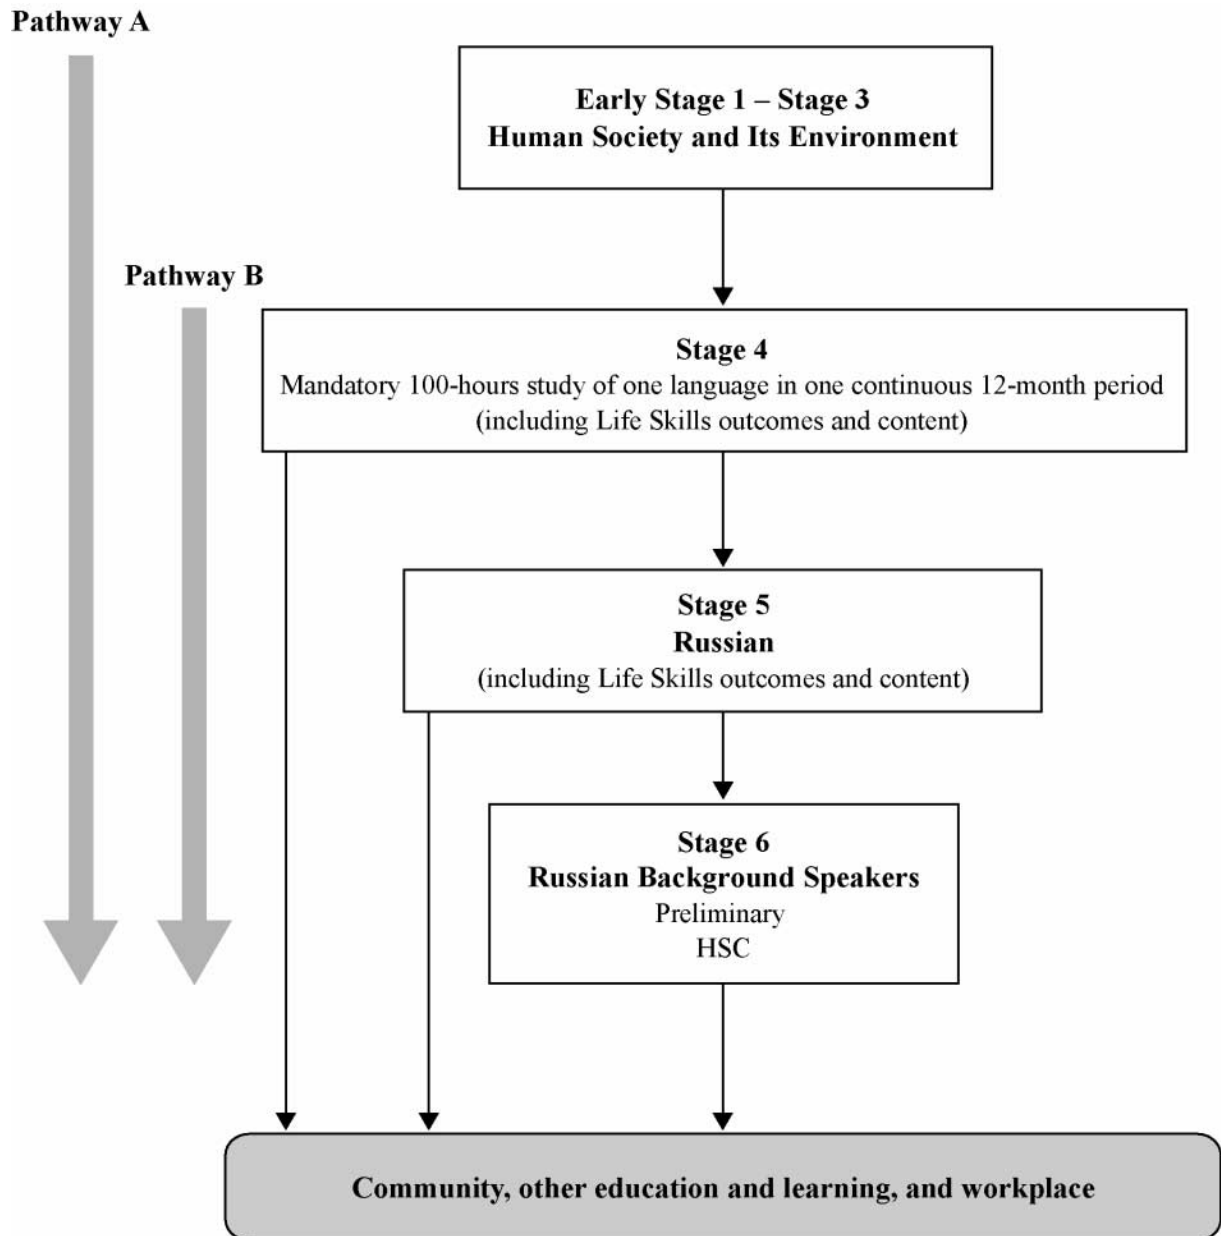 Pathway A
Early Stage 1 – Stage 3
Human Society and Its Environment
Pathway B
Stage 4
Mandatory 100-hours study of one language in one continuous 12-month period
(including Life Skills outcomes and content)
Stage 5
Russian
(including Life Skills outcomes and content)
Stage 6
Russian Background Speakers
Preliminary
HSC
Community, other education and learning, and workplace